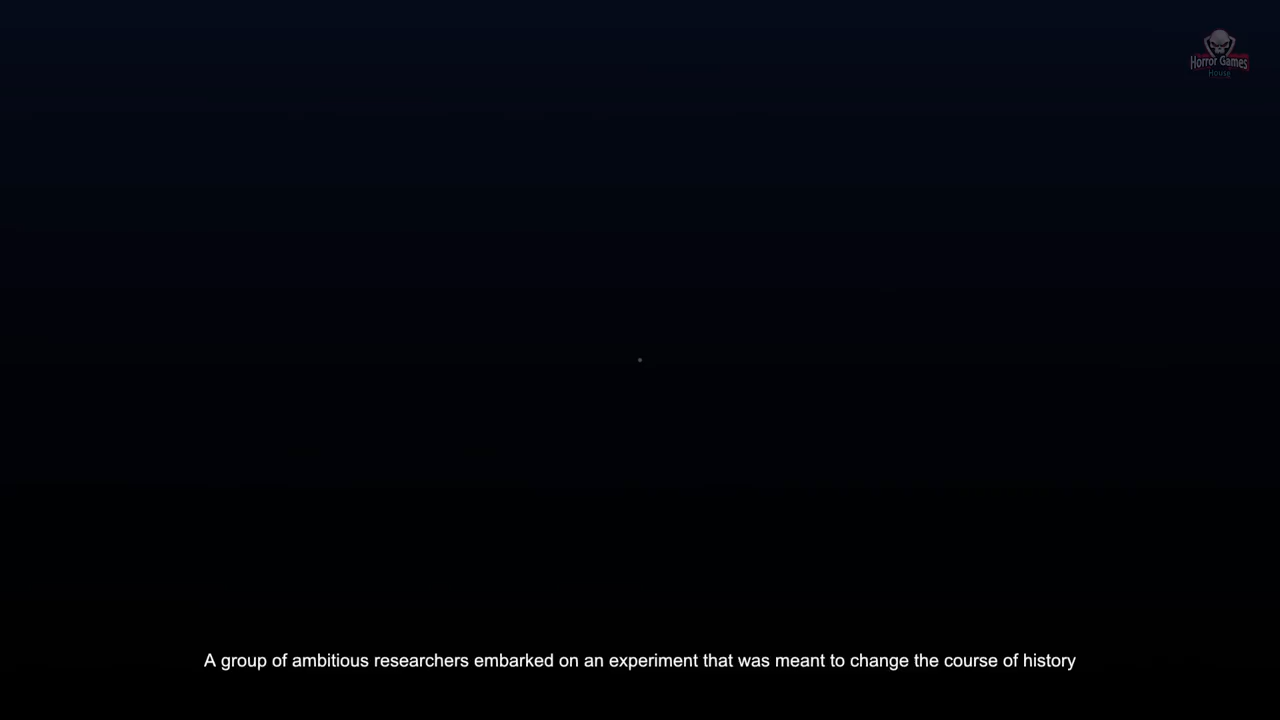 Horror Games
House
A group of ambitious researchers embarked on an experiment that was meant to change the course of history